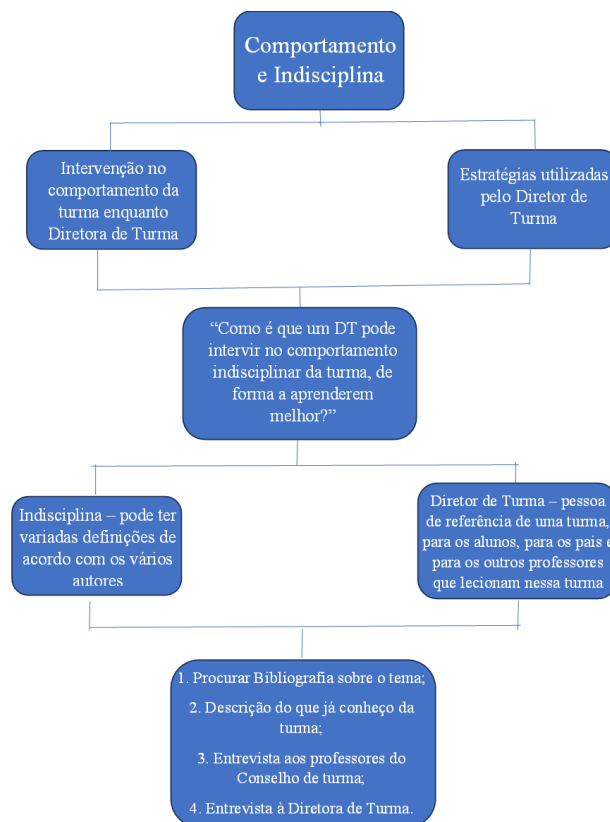 Comportamento
e Indisciplina
Intervenção no
comportamento da
turma enquanto
Diretora de Turma
Estratégias utilizadas
pelo Diretor de
Turma
“Como é que um DT pode
intervir no comportamento
indisciplinar da turma, de
forma a aprenderem
melhor?”
Indisciplina – pode ter
variadas definições de
acordo com os vários
autores
Diretor de Turma – pessoa
de referência de uma turma,
para os alunos, para os pais e
para os outros professores
que lecionam nessa turma
1. Procurar Bibliografia sobre o tema;
2. Descrição do que já conheço da
turma;
3. Entrevista aos professores do
Conselho de turma;
4. Entrevista à Diretora de Turma.